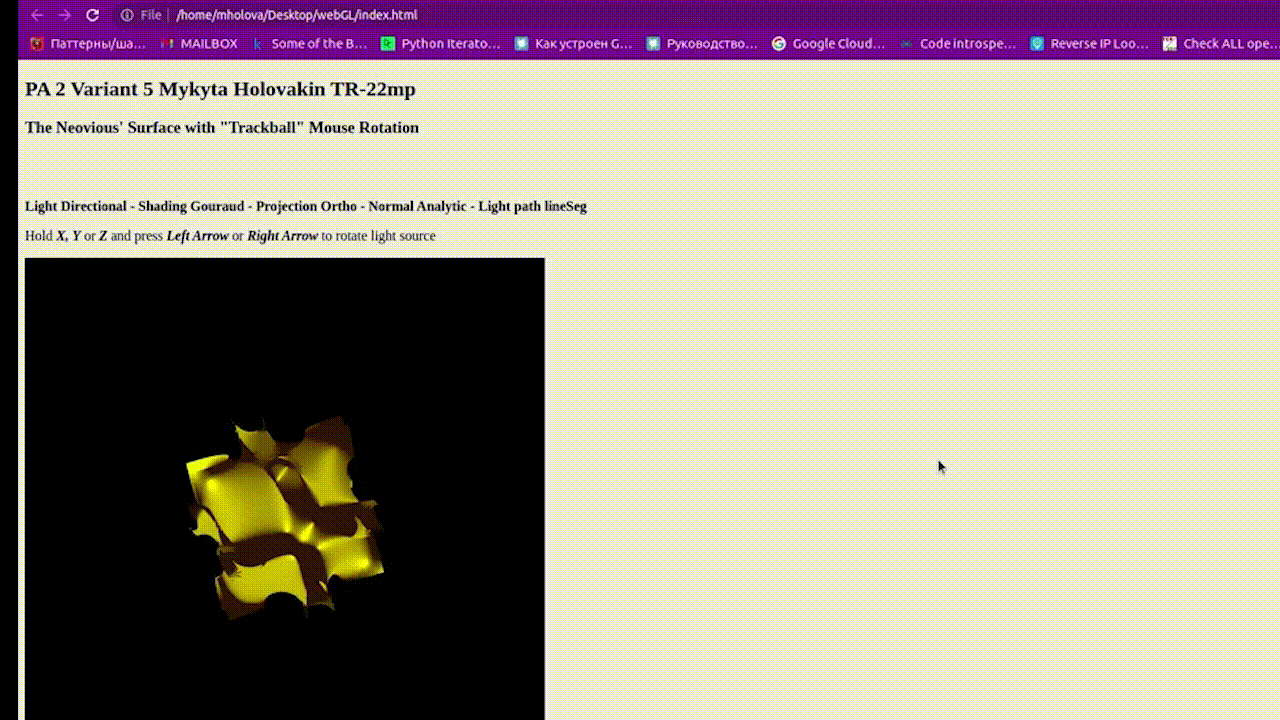 File | /home/mholova/Desktop/webGL/index.html
Паттерны/ша... MAILBOX Some of the B... Python Iterato... Как устроен G... Руководство... Google Cloud... Code introspe... Reverse IP Loo... Check ALL ope...
PA 2 Variant 5 Mykyta Holovakin TR-22mp
The Neovious' Surface with "Trackball" Mouse Rotation
Light Directional - Shading Gouraud - Projection Ortho - Normal Analytic - Light path lineSeg
Hold X, Y or Z and press Left Arrow or Right Arrow to rotate light source